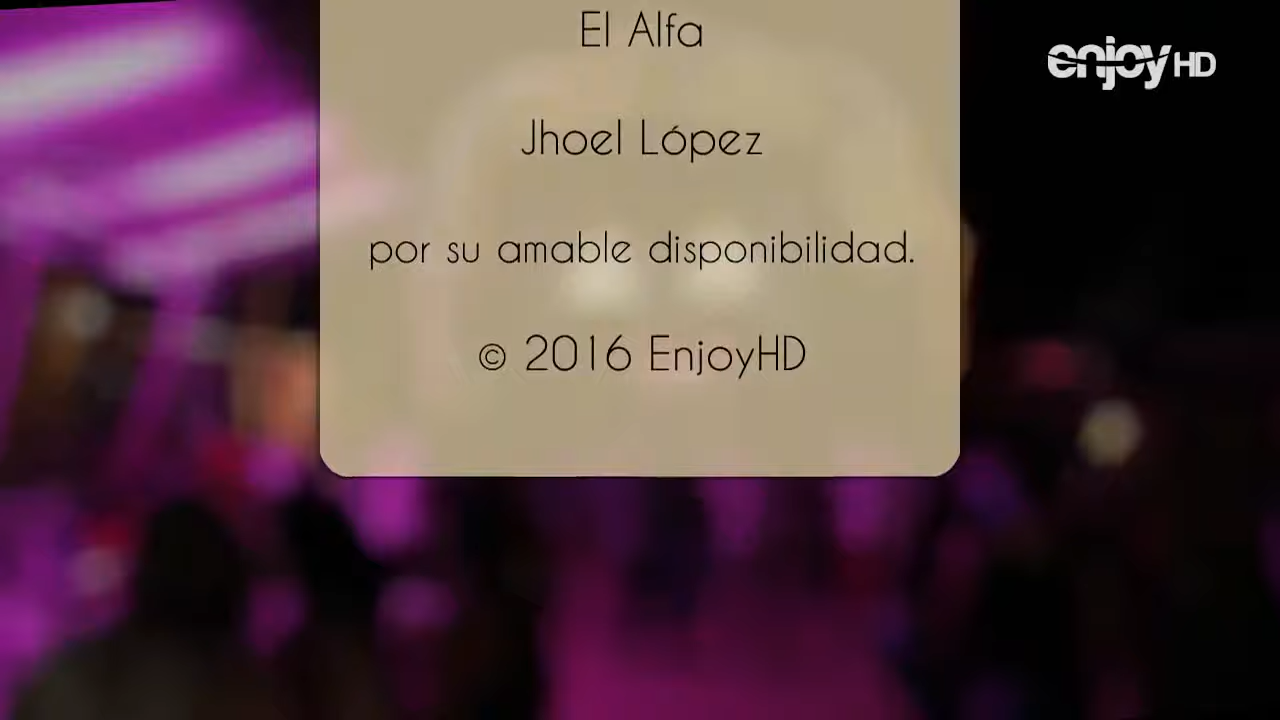 El Alfa
enjoy HD
Jhoel López
por su amable disponibilidad.
© 2016 EnjoyHD